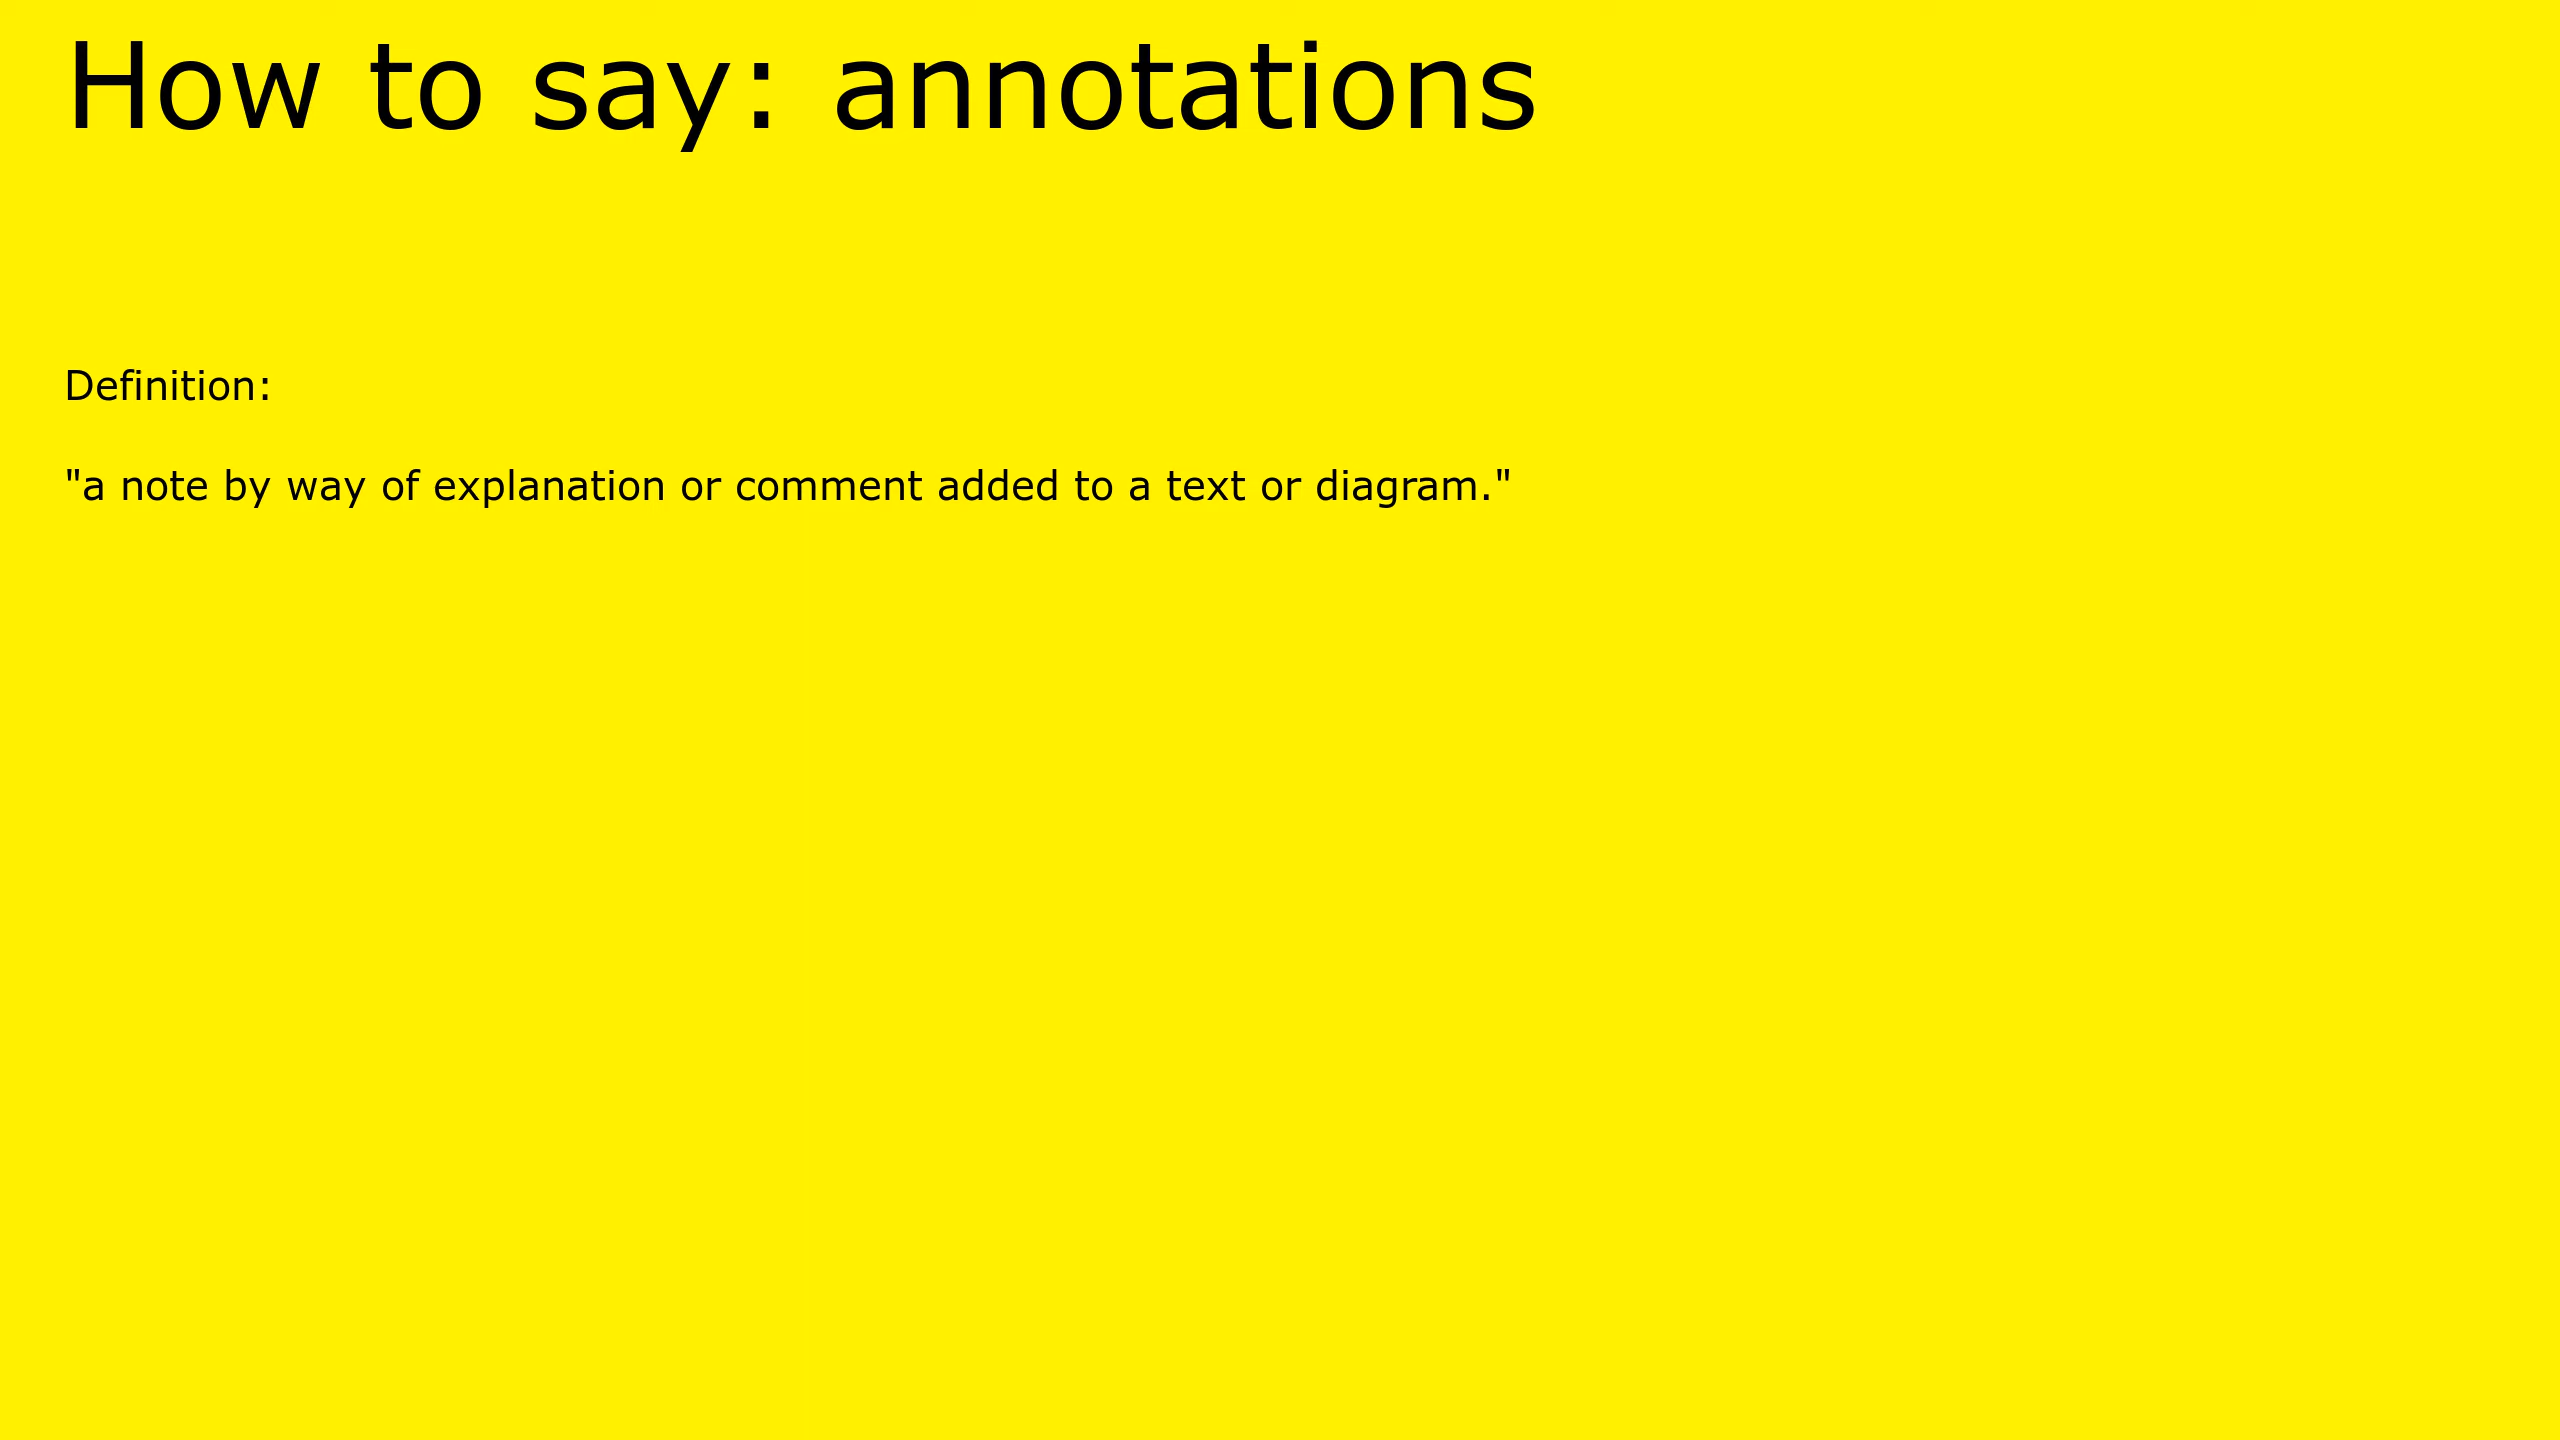 How to say: annotations
Definition:
"a note by way of explanation or comment added to a text or diagram."